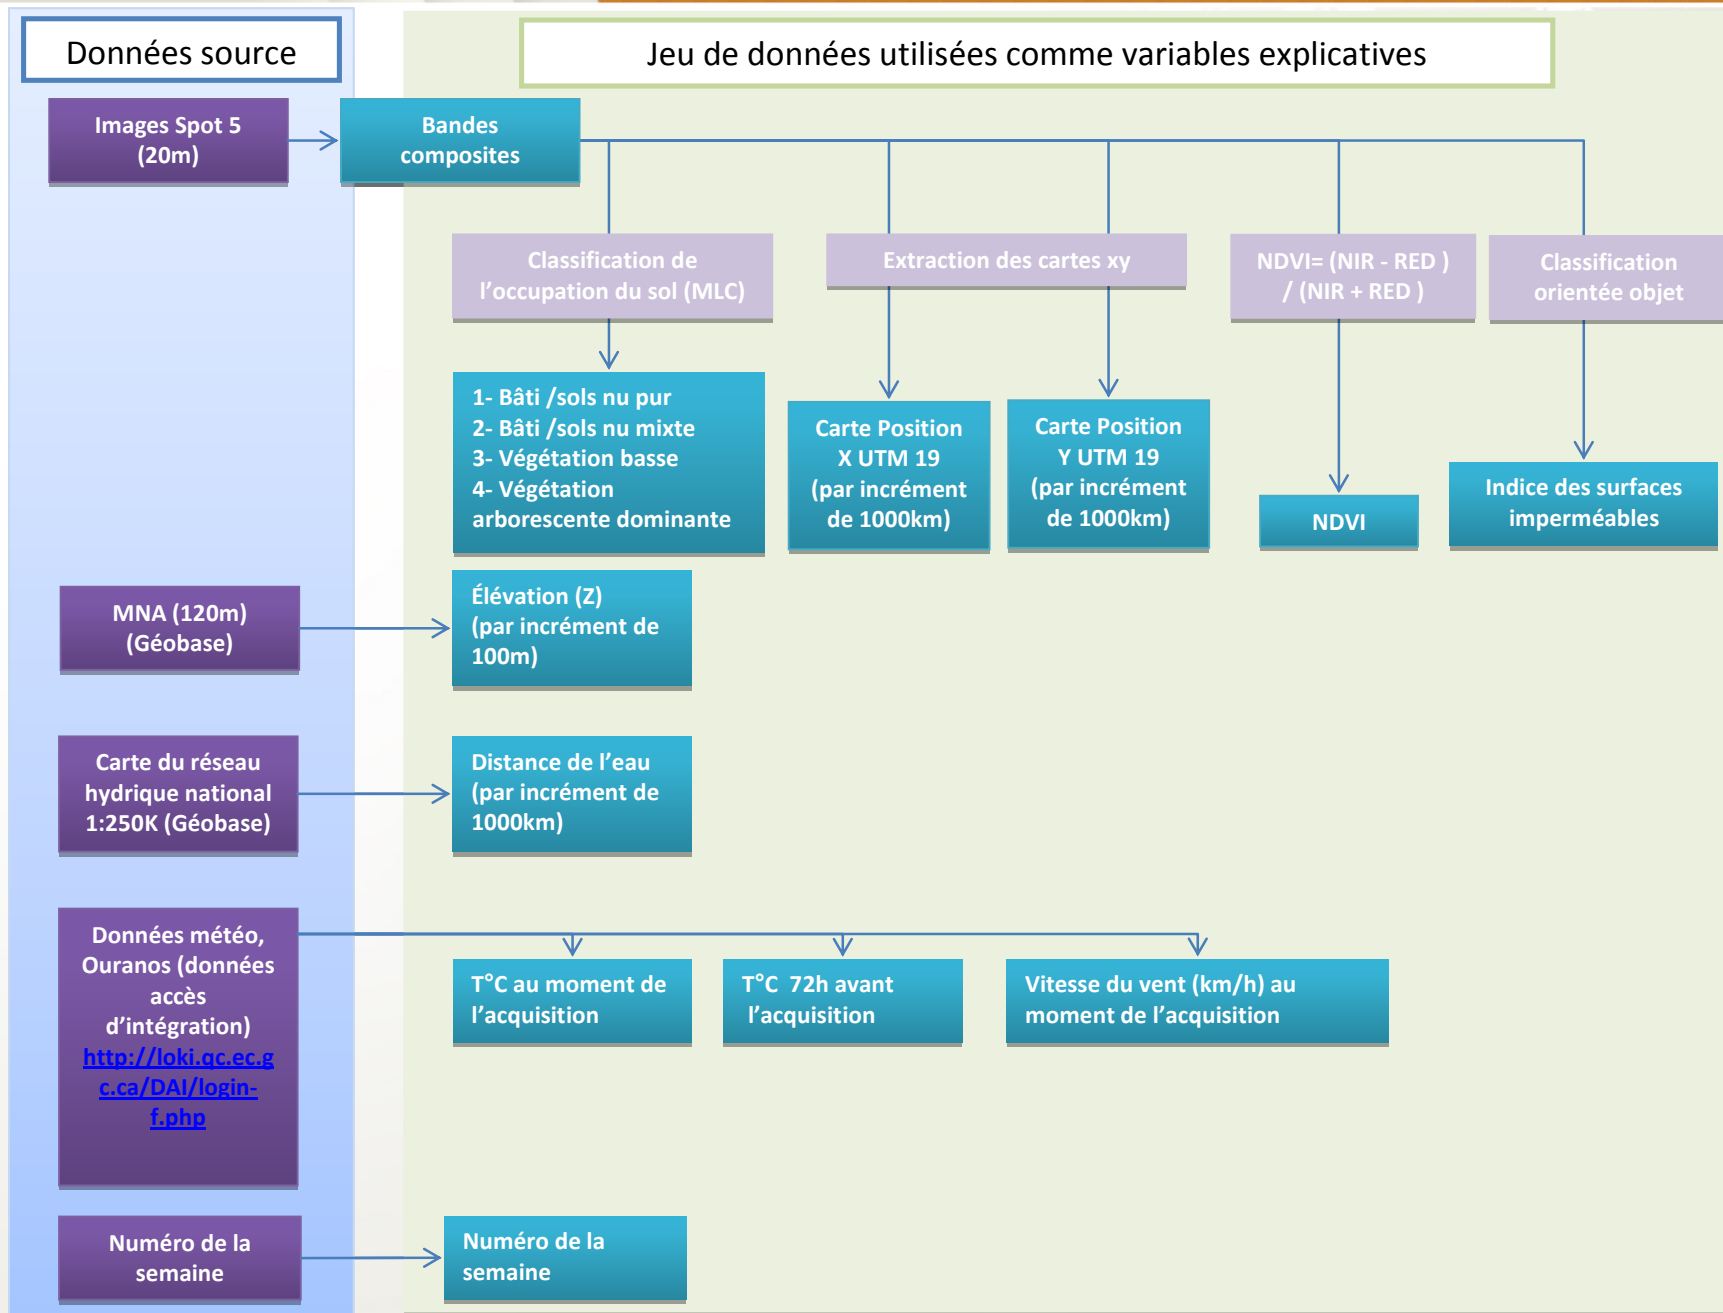 Données source
Jeu de données utilisées comme variables explicatives
Images Spot 5
(20m)
Bandes
composites
Classification de
l’occupation du sol (MLC)
Extraction des cartes xy
NDVI= (NIR - RED )
/ (NIR + RED )
Classification
orientée objet
1- Bâti /sols nu pur
2- Bâti /sols nu mixte
3- Végétation basse
4- Végétation
arborescente dominante
Carte Position
X UTM 19
(par incrément
de 1000km)
Carte Position
Y UTM 19
(par incrément
de 1000km)
NDVI
Indice des surfaces
imperméables
MNA (120m)
(Géobase)
Élévation (Z)
(par incrément de
100m)
Carte du réseau
hydrique national
1:250K (Géobase)
Distance de l’eau
(par incrément de
1000km)
Données météo,
Ouranos (données
accès
d’intégration)
http://loki.qc.ec.g
c.ca/DAI/login-
f.php
T°C au moment de
l’acquisition
T°C 72h avant
l’acquisition
Vitesse du vent (km/h) au
moment de l’acquisition
Numéro de la
semaine
Numéro de la
semaine